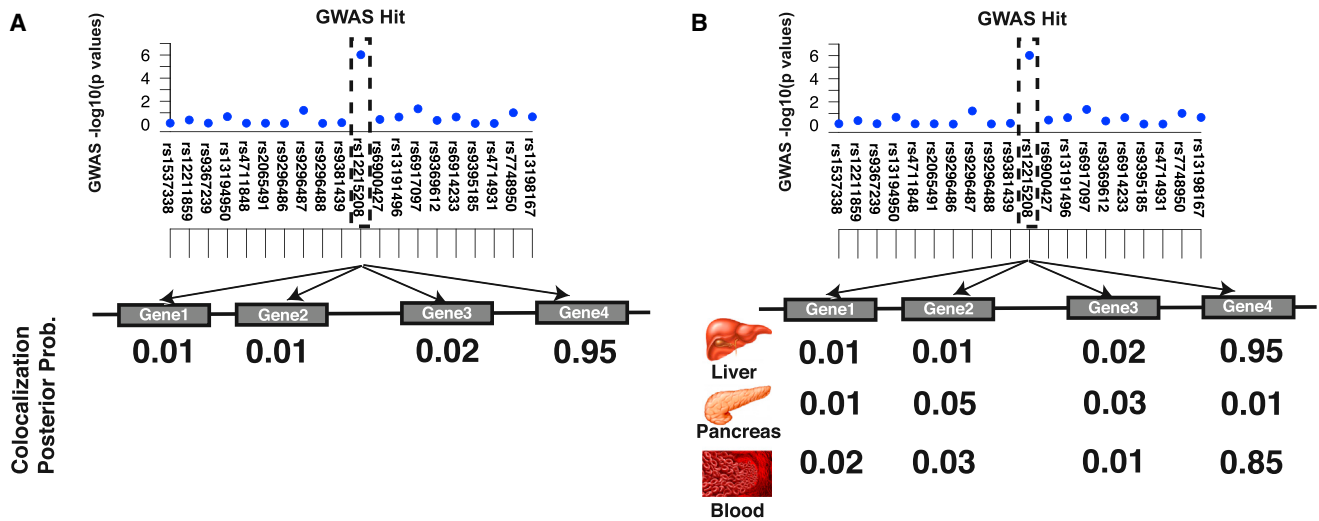 A
GWAS Hit
GWAS -log10(p values)
6
4
2
0
rs1537338
rs12211859
rs9367239
rs13194950
rs4711848
rs2065491
rs9296486
rs9296487
rs9296488
rs9381439
rs12215208
rs6900427
rs13191496
rs6917097
rs9369612
rs6914233
rs9395185
rs4714931
rs7748950
rs13198167
Gene1 Gene2 Gene3 Gene4
Colocalization
Posterior Prob.
0.01 0.01 0.02 0.95
B
GWAS Hit
GWAS -log10(p values)
6
4
2
0
rs1537338
rs12211859
rs9367239
rs13194950
rs4711848
rs2065491
rs9296486
rs9296487
rs9296488
rs9381439
rs12215208
rs6900427
rs13191496
rs6917097
rs9369612
rs6914233
rs9395185
rs4714931
rs7748950
rs13198167
Gene1 Gene2 Gene3 Gene4
Liver 0.01 0.01 0.02 0.95
Pancreas 0.01 0.05 0.03 0.01
Blood 0.02 0.03 0.01 0.85